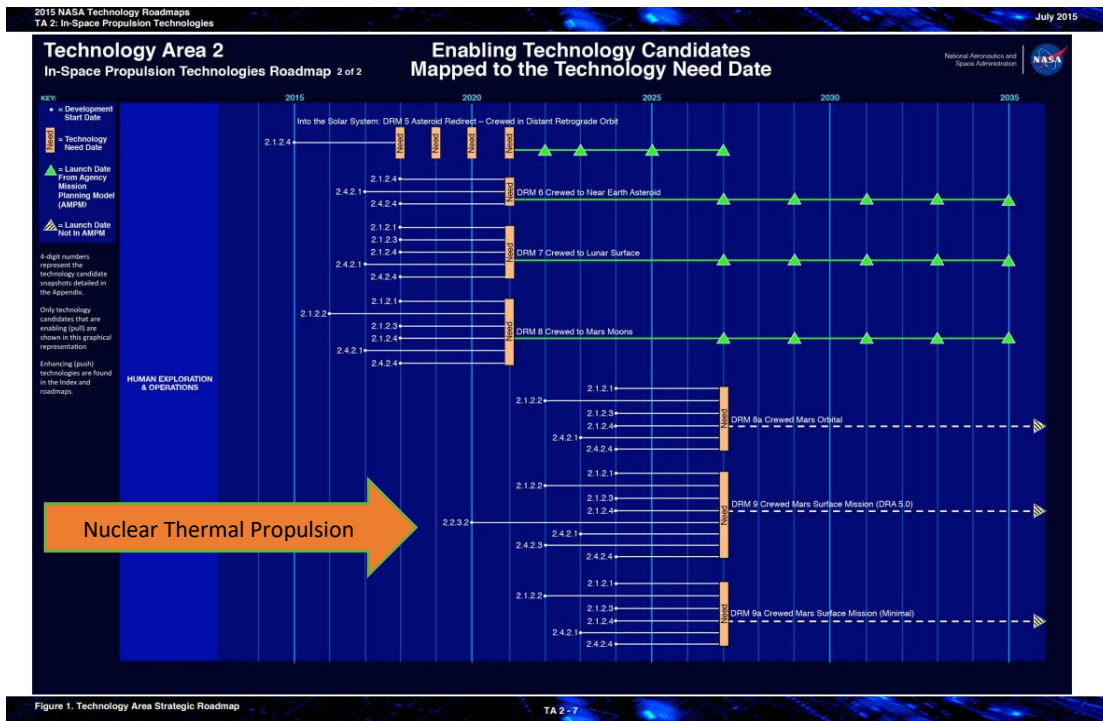 2015 NASA Technology Roadmaps
TA 2: In-Space Propulsion Technologies
July 2015
Technology Area 2
In-Space Propulsion Technologies Roadmap 2 of 2
Enabling Technology Candidates
Mapped to the Technology Need Date
National Aeronautics and
Space Administration
NASA
KEY:
= Development
Start Date
Need
= Technology
Need Date
= Launch Date
From Agency
Mission
Planning Model
(AMPM)
= Launch Date
Not In AMPM
4-digit numbers
represent the
technology candidate
snapshots detailed in
the Appendix.
Only technology
candidates that are
enabling (pull) are
shown in this graphical
representation
Enhancing (push)
technologies are found
in the Index and
roadmaps.
HUMAN EXPLORATION
& OPERATIONS
2015 2020 2025 2030 2035
Into the Solar System: DRM 5 Asteroid Redirect – Crewed in Distant Retrograde Orbit
2.1.2.4
Need Need Need Need
2.1.2.4
2.4.2.1
2.4.2.4
Need
DRM 6 Crewed to Near Earth Asteroid
2.1.2.1
2.1.2.3
2.1.2.4
2.4.2.1
2.4.2.4
Need
DRM 7 Crewed to Lunar Surface
2.1.2.1
2.1.2.2
2.1.2.3
2.1.2.4
2.4.2.1
2.4.2.4
Need
DRM 8 Crewed to Mars Moons
2.1.2.1
2.1.2.2
2.1.2.3
2.1.2.4
2.4.2.1
2.4.2.4
Need
DRM 8a Crewed Mars Orbital
Nuclear Thermal Propulsion
2.1.2.1
2.1.2.2
2.1.2.3
2.1.2.4
2.2.3.2
2.4.2.1
2.4.2.3
2.4.2.4
Need
DRM 9 Crewed Mars Surface Mission (DRA 5.0)
2.1.2.1
2.1.2.2
2.1.2.3
2.1.2.4
2.4.2.1
2.4.2.4
Need
DRM 9a Crewed Mars Surface Mission (Minimal)
Figure 1. Technology Area Strategic Roadmap
TA 2 - 7